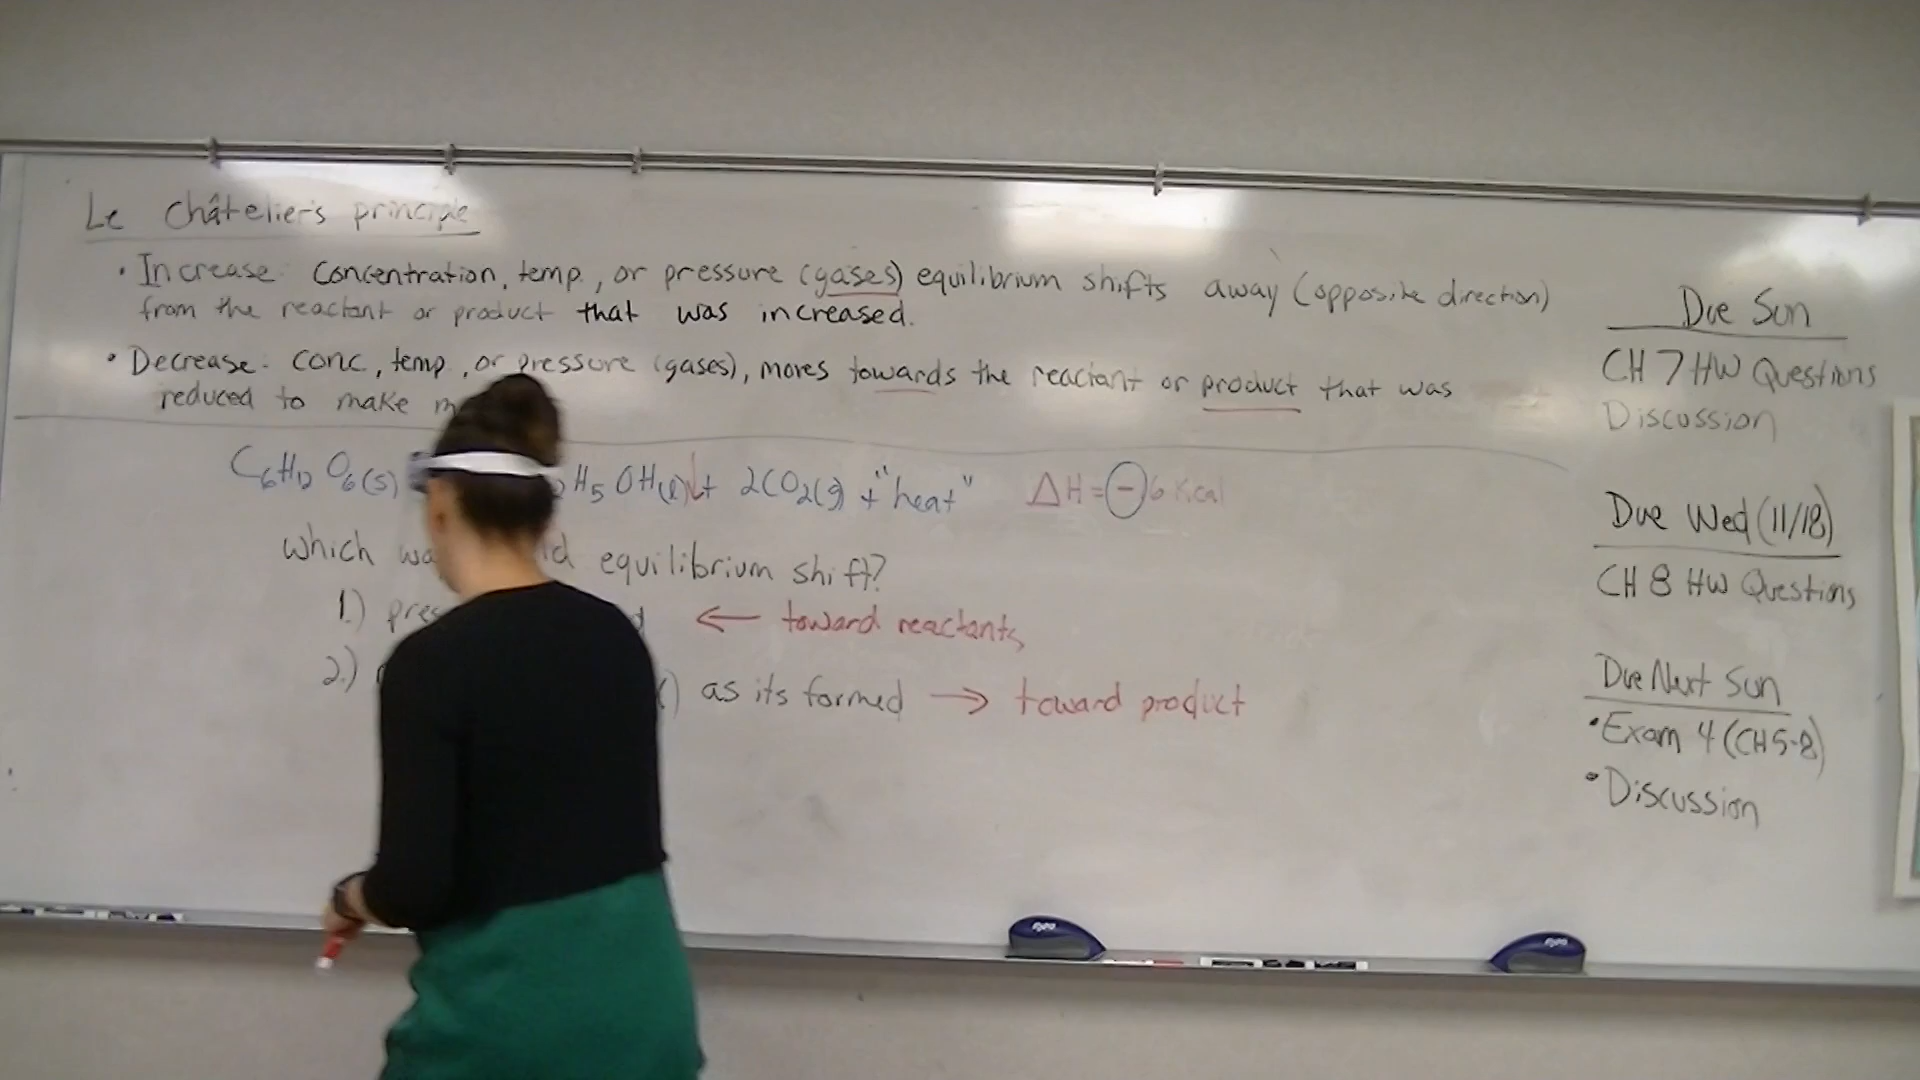 Le Châtelier's principle
• Increase: Concentration, temp., or pressure (gases) equilibrium shifts away (opposite direction)
from the reactant or product that was increased.
• Decrease: conc, temp, or pressure (gases), moves towards the reactant or product that was
reduced to make
C6H12O6(s) H5OH(l)↓+ 2CO2(g) + "heat" ΔH = -6 Kcal
Which equilibrium shift?
1.) ← toward reactants
2.) as its formed → toward product
Due Sun
CH 7 HW Questions
Discussion
Due Wed (11/18)
CH 8 HW Questions
Due Next Sun
• Exam 4 (CH 5-8)
• Discussion
expo
expo